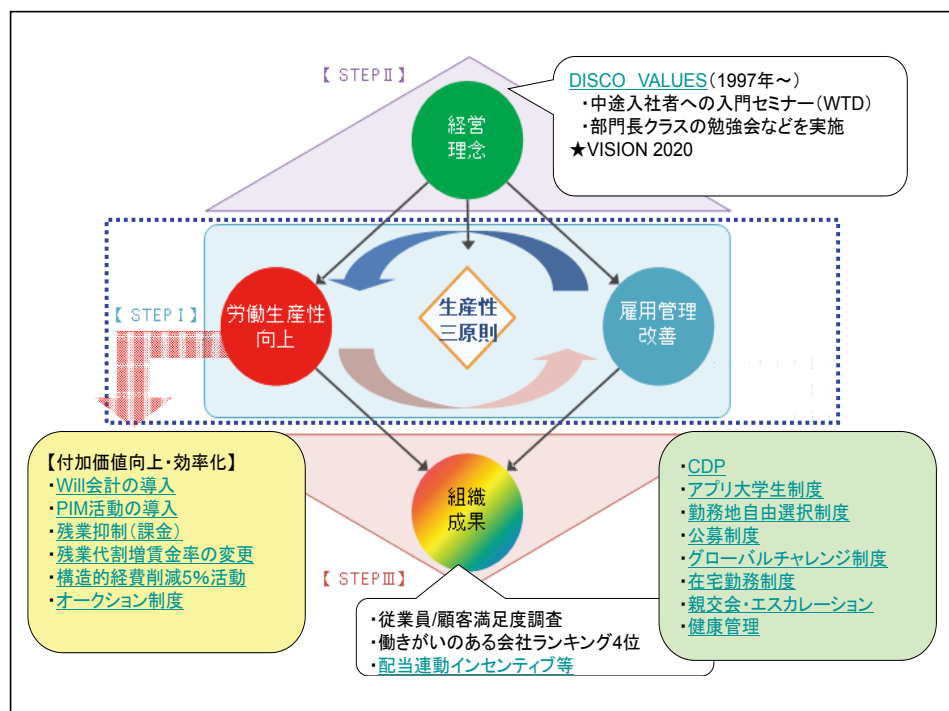 【 STEPⅡ】
DISCO VALUES(1997年～)
・中途入社者への入門セミナー(WTD)
・部門長クラスの勉強会などを実施
★VISION 2020
経営
理念
【 STEPⅠ】
労働生産性
向上
生産性
三原則
雇用管理
改善
【付加価値向上・効率化】
・Will会計の導入
・PIM活動の導入
・残業抑制(課金)
・残業代割増賃金率の変更
・構造的経費削減5%活動
・オークション制度
組織
成果
【 STEPⅢ】
・従業員/顧客満足度調査
・働きがいのある会社ランキング4位
・配当連動インセンティブ等
・CDP
・アプリ大学生制度
・勤務地自由選択制度
・公募制度
・グローバルチャレンジ制度
・在宅勤務制度
・親交会・エスカレーション
・健康管理